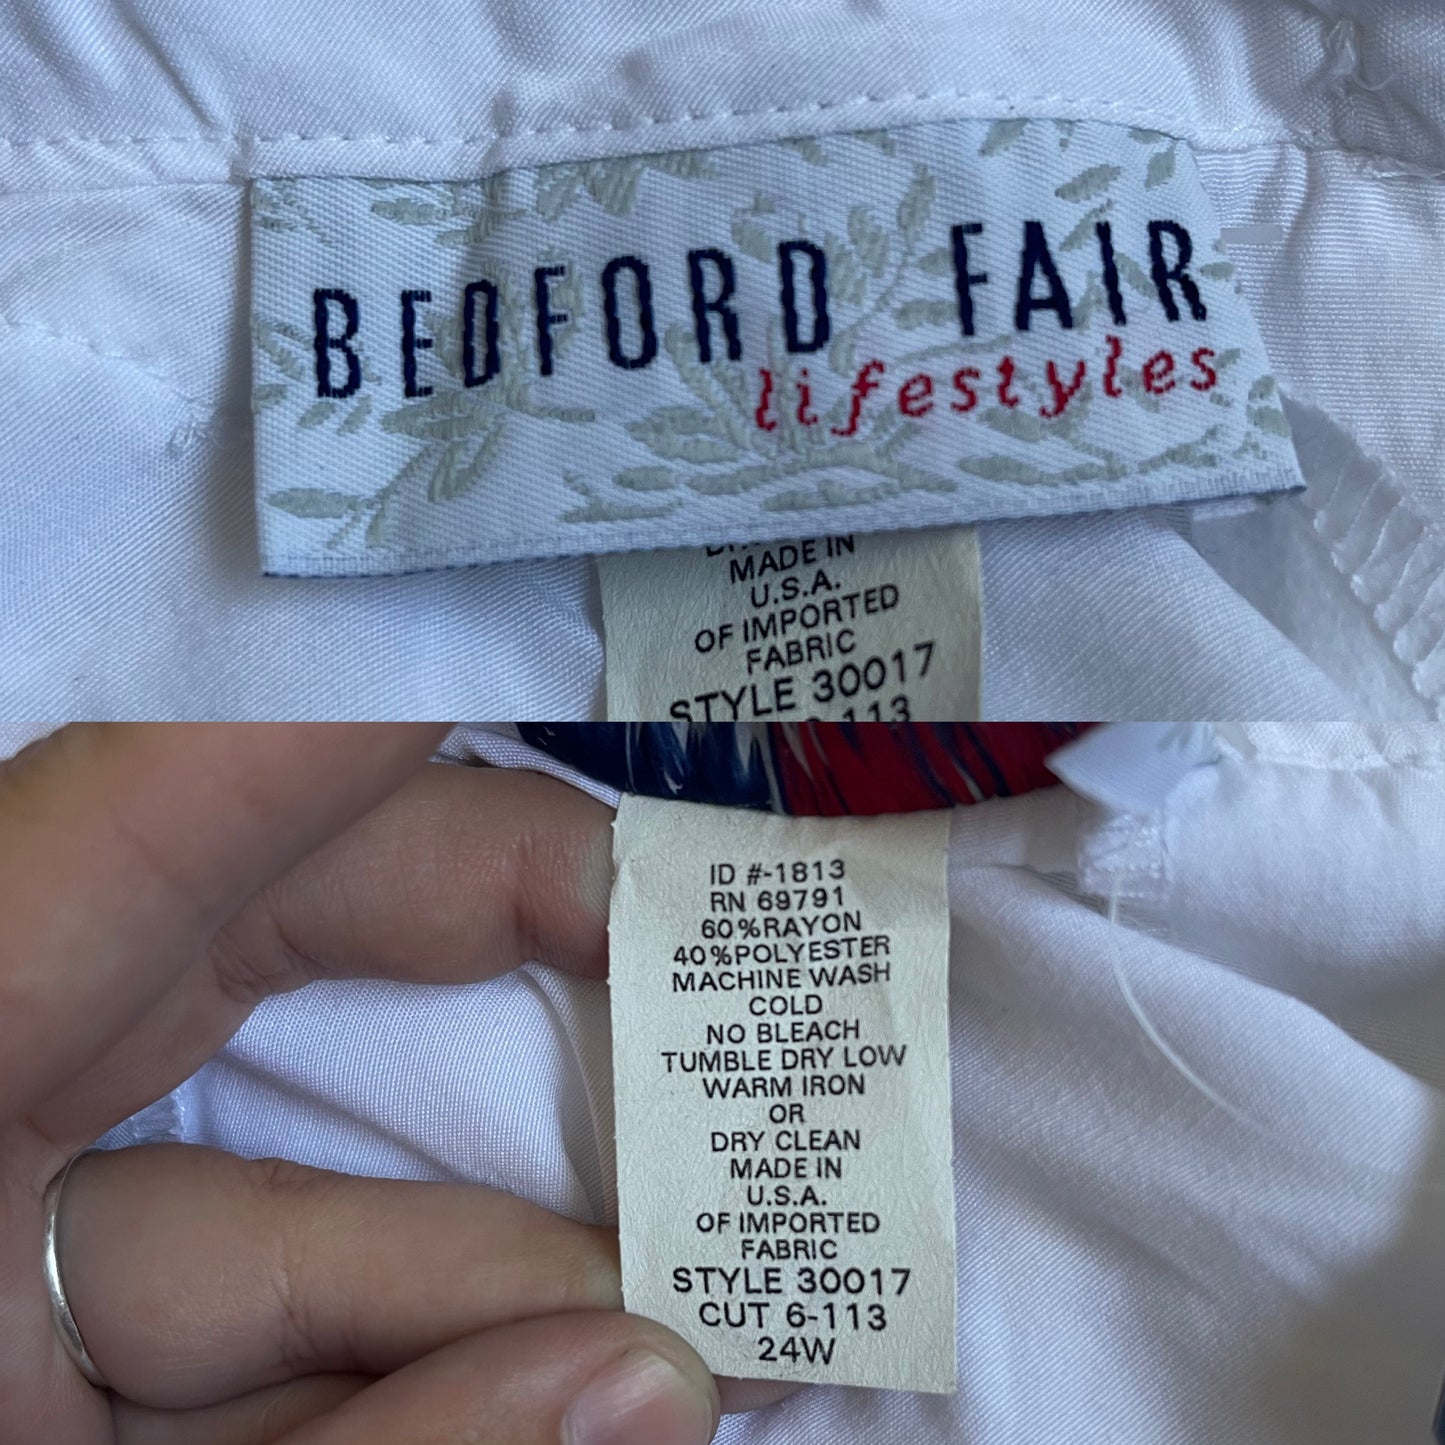 BEDFORD FAIR
lifestyles
MADE IN
U.S.A.
OF IMPORTED
FABRIC
STYLE 30017
113
ID #-1813
RN 69791
60%RAYON
40%POLYESTER
MACHINE WASH
COLD
NO BLEACH
TUMBLE DRY LOW
WARM IRON
OR
DRY CLEAN
MADE IN
U.S.A.
OF IMPORTED
FABRIC
STYLE 30017
CUT 6-113
24W